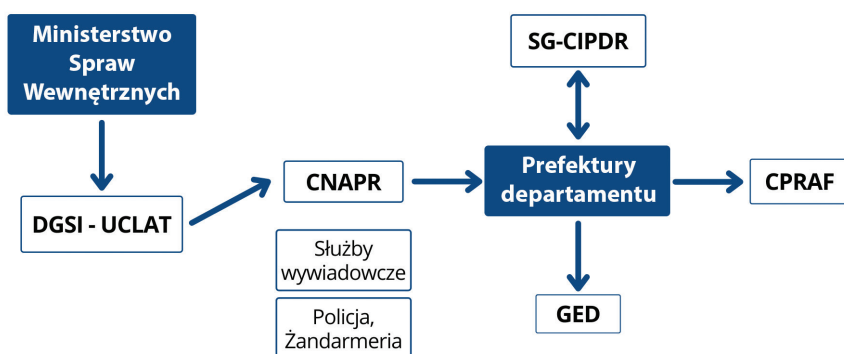 Ministerstwo
Spraw
Wewnętrznych
SG-CIPDR
DGSI - UCLAT
CNAPR
Prefektury
departamentu
CPRAF
Służby
wywiadowcze
Policja,
Żandarmeria
GED